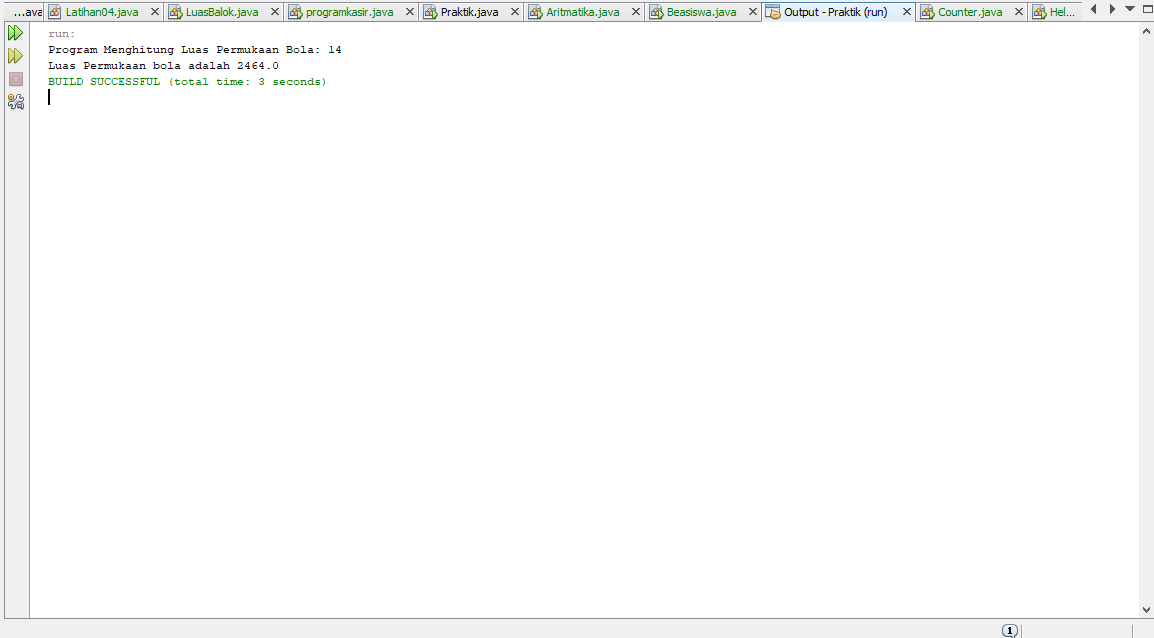 ...ava Latihan04.java LuasBalok.java programkasir.java Praktik.java Aritmatika.java Beasiswa.java Output - Praktik (run) Counter.java Hel...
run:
Program Menghitung Luas Permukaan Bola: 14
Luas Permukaan bola adalah 2464.0
BUILD SUCCESSFUL (total time: 3 seconds)
1